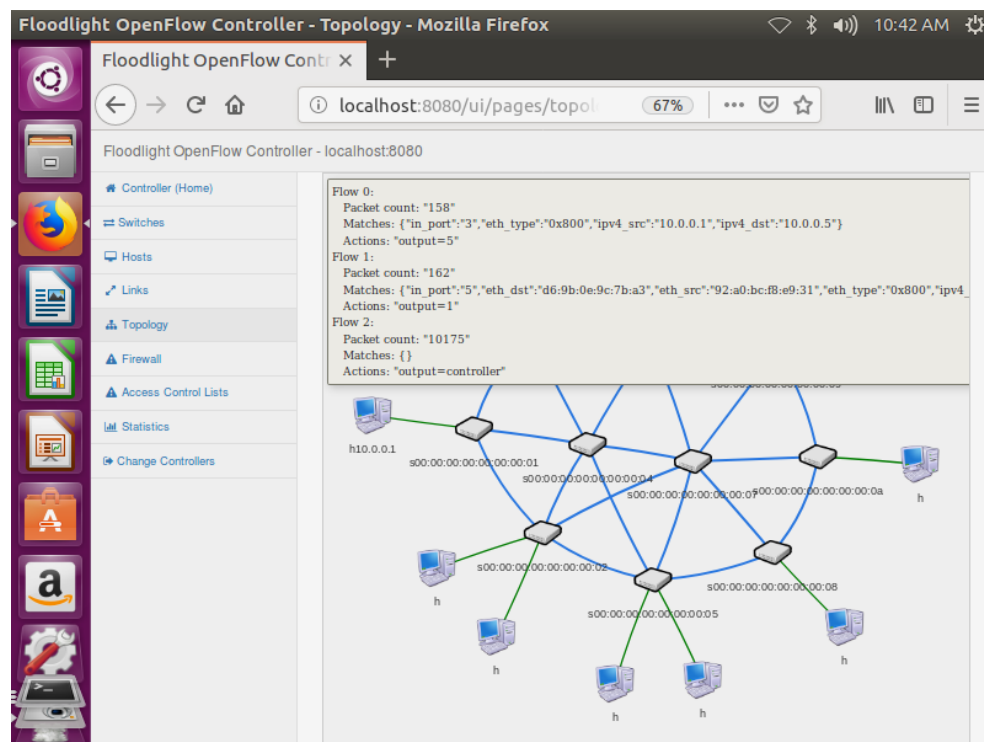 Floodlight OpenFlow Controller - Topology - Mozilla Firefox
10:42 AM
Floodlight OpenFlow Contr
localhost:8080/ui/pages/topol
67%
Floodlight OpenFlow Controller - localhost:8080
Controller (Home)
Switches
Hosts
Links
Topology
Firewall
Access Control Lists
Statistics
Change Controllers
Flow 0:
Packet count: "158"
Matches: {"in_port":"3","eth_type":"0x800","ipv4_src":"10.0.0.1","ipv4_dst":"10.0.0.5"}
Actions: "output=5"
Flow 1:
Packet count: "162"
Matches: {"in_port":"5","eth_dst":"d6:9b:0e:9c:7b:a3","eth_src":"92:a0:bc:f8:e9:31","eth_type":"0x800","ipv4_
Actions: "output=1"
Flow 2:
Packet count: "10175"
Matches: {}
Actions: "output=controller"
h10.0.0.1
s00:00:00:00:00:00:00:01
s00:00:00:00:00:00:00:04
s00:00:00:00:00:00:00:07
s00:00:00:00:00:00:00:0a
h
s00:00:00:00:00:00:00:02
h
s00:00:00:00:00:00:00:08
s00:00:00:00:00:00:00:05
h
h
h
h